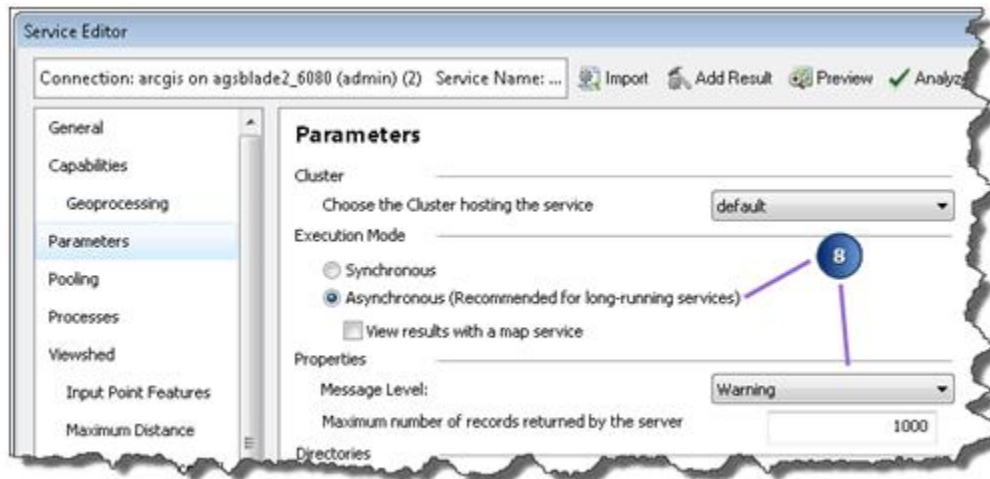 Service Editor
Connection: arcgis on agsblade2_6080 (admin) (2) Service Name: ... Import Add Result Preview Analyze
General
Capabilities
Geoprocessing
Parameters
Pooling
Processes
Viewshed
Input Point Features
Maximum Distance
Parameters
Cluster
Choose the Cluster hosting the service default
Execution Mode
Synchronous
8
Asynchronous (Recommended for long-running services)
View results with a map service
Properties
Message Level: Warning
Maximum number of records returned by the server 1000
Directories